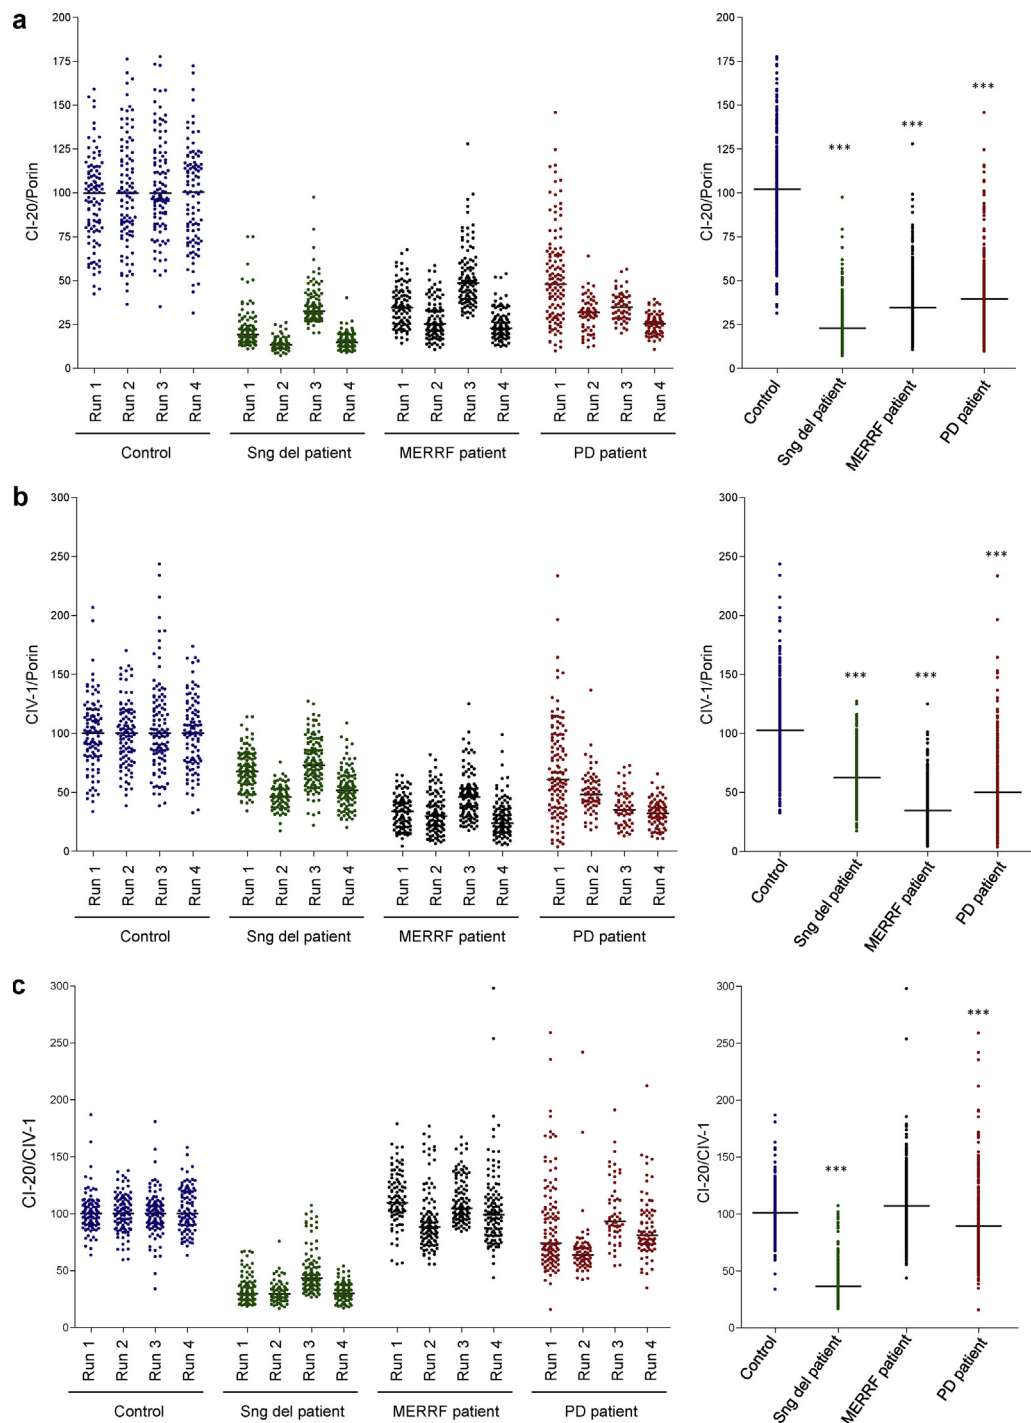 a
CI-20/Porin
200
175
150
125
100
75
50
25
0
Run 1 Run 2 Run 3 Run 4 Run 1 Run 2 Run 3 Run 4 Run 1 Run 2 Run 3 Run 4 Run 1 Run 2 Run 3 Run 4
Control Sng del patient MERRF patient PD patient
CI-20/Porin
200
175
150
125
100
75
50
25
0
*** *** ***
Control Sng del patient MERRF patient PD patient
b
CIV-1/Porin
300
250
200
150
100
50
0
Run 1 Run 2 Run 3 Run 4 Run 1 Run 2 Run 3 Run 4 Run 1 Run 2 Run 3 Run 4 Run 1 Run 2 Run 3 Run 4
Control Sng del patient MERRF patient PD patient
CIV-1/Porin
300
250
200
150
100
50
0
*** *** ***
Control Sng del patient MERRF patient PD patient
c
CI-20/CIV-1
300
250
200
150
100
50
0
Run 1 Run 2 Run 3 Run 4 Run 1 Run 2 Run 3 Run 4 Run 1 Run 2 Run 3 Run 4 Run 1 Run 2 Run 3 Run 4
Control Sng del patient MERRF patient PD patient
CI-20/CIV-1
300
250
200
150
100
50
0
*** ***
Control Sng del patient MERRF patient PD patient